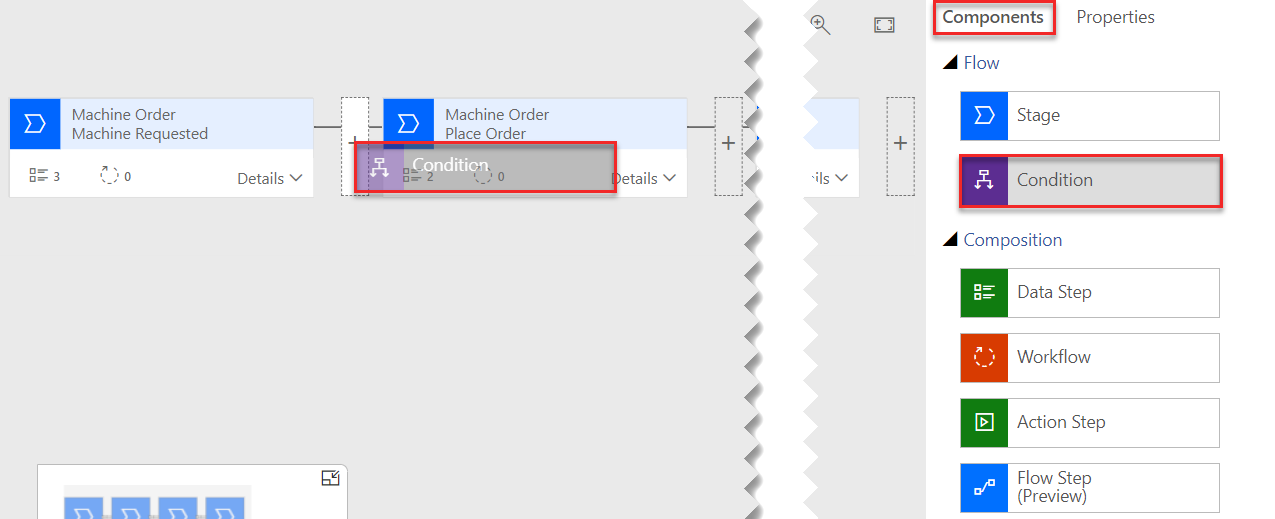 Components
Properties
Flow
Stage
Condition
Composition
Data Step
Workflow
Action Step
Flow Step
(Preview)
Machine Order
Machine Requested
3
0
Details
Machine Order
Place Order
Condition
2
0
Details
ils